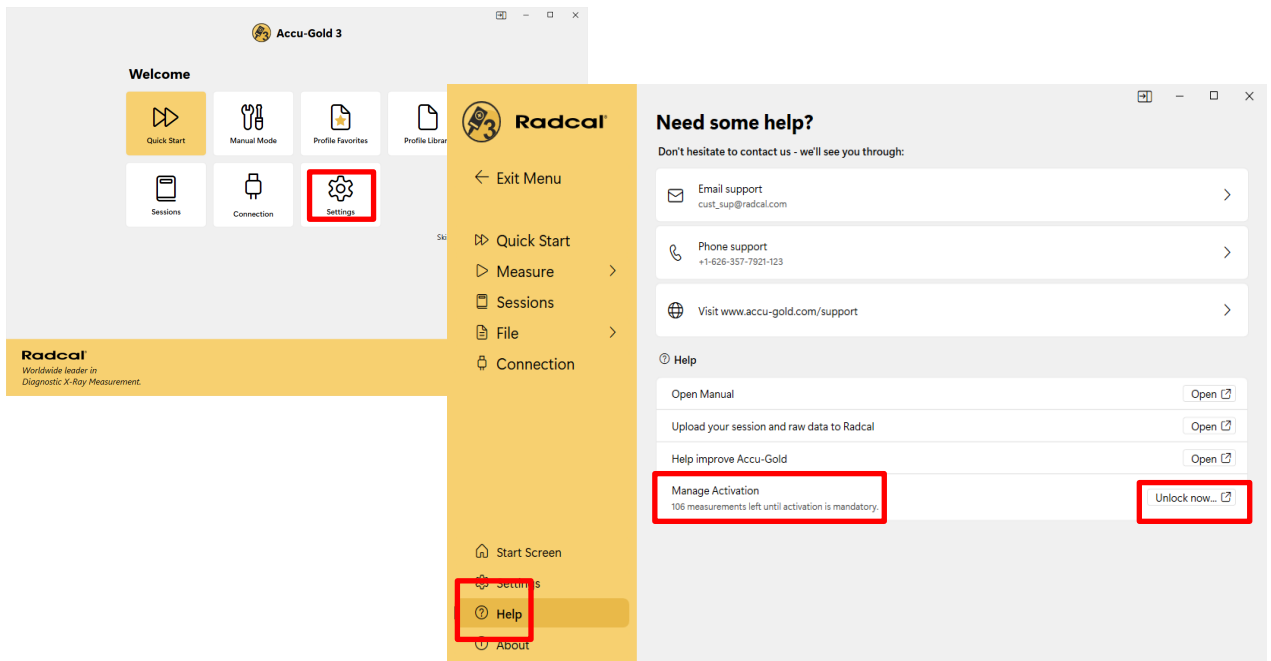 Accu-Gold 3
Welcome
Quick Start
Manual Mode
Profile Favorites
Profile Librar
Sessions
Connection
Settings
Ski
Radcal
Worldwide leader in
Diagnostic X-Ray Measurement.
3 Radcal
Exit Menu
Quick Start
Measure
Sessions
File
Connection
Start Screen
Settings
Help
About
Need some help?
Don't hesitate to contact us - we'll see you through:
Email support
cust_sup@radcal.com
Phone support
+1-626-357-7921-123
Visit www.accu-gold.com/support
Help
Open Manual Open
Upload your session and raw data to Radcal Open
Help improve Accu-Gold Open
Manage Activation
106 measurements left until activation is mandatory.
Unlock now...